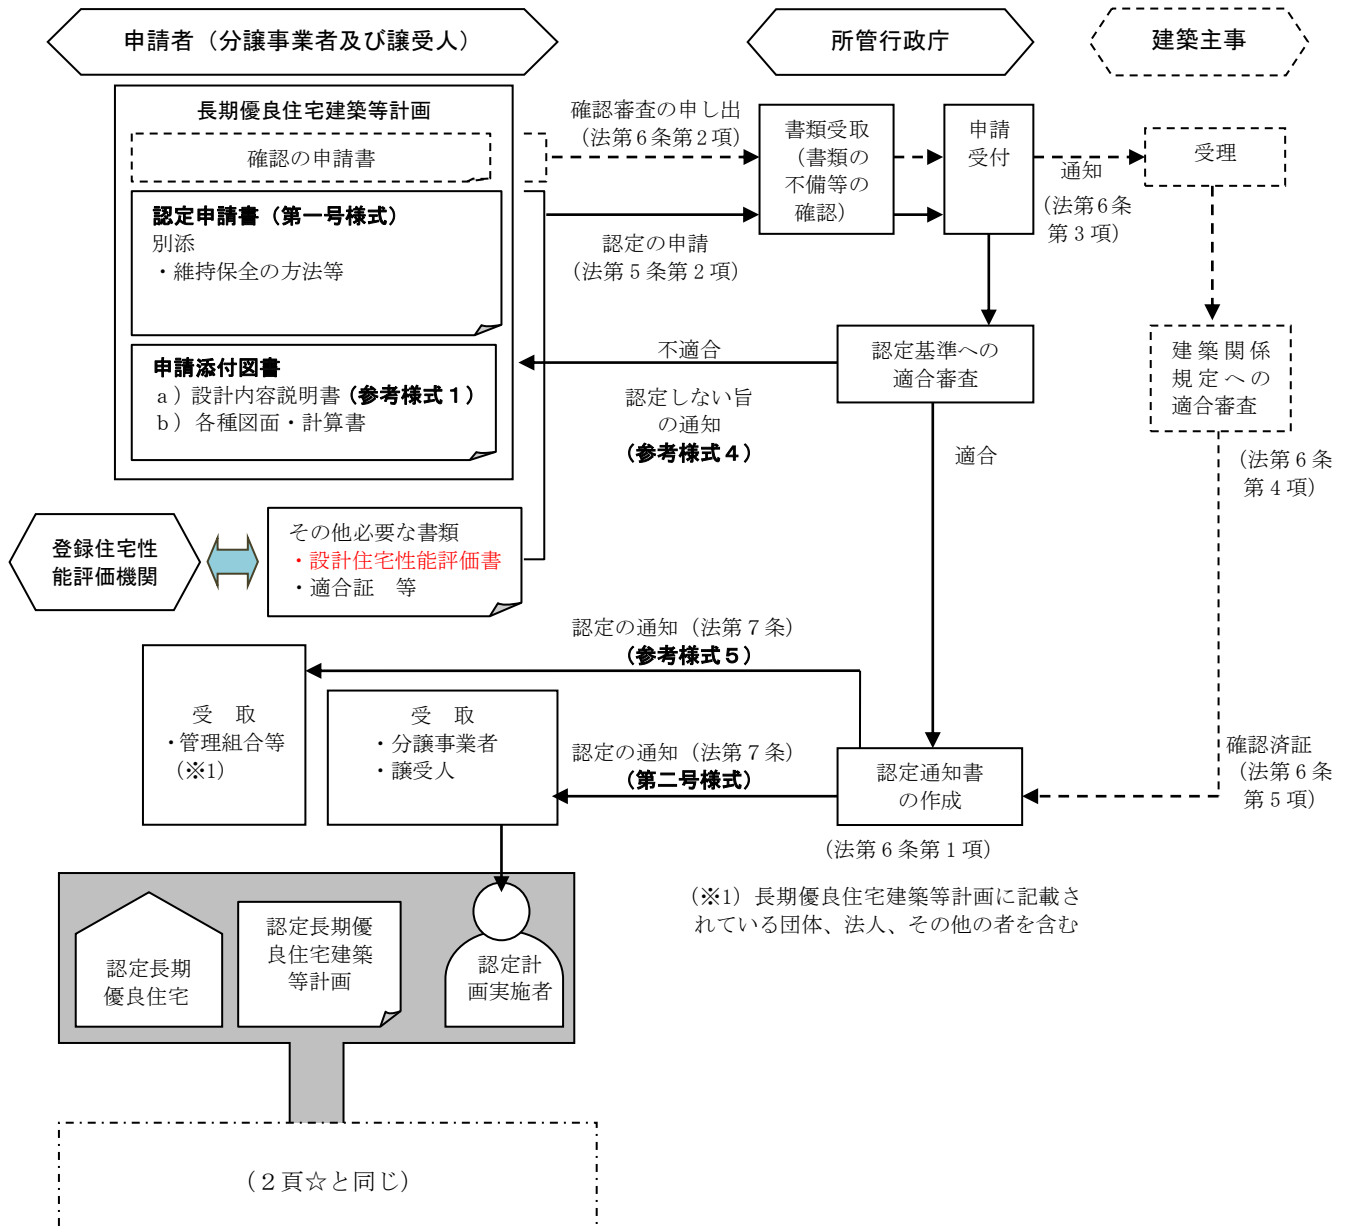 申請者（分譲事業者及び譲受人）
所管行政庁
建築主事
長期優良住宅建築等計画
確認の申請書
確認審査の申し出
（法第６条第２項）
書類受取
（書類の
不備等の
確認）
申請
受付
通知
（法第６条
第３項）
受理
認定申請書（第一号様式）
別添
・維持保全の方法等
認定の申請
（法第５条第２項）
申請添付図書
ａ）設計内容説明書（参考様式１）
ｂ）各種図面・計算書
不適合
認定しない旨
の通知
（参考様式４）
認定基準への
適合審査
適合
建築関係
規定への
適合審査
（法第６条
第４項）
登録住宅性
能評価機関
その他必要な書類
・設計住宅性能評価書
・適合証　等
認定の通知（法第７条）
（参考様式５）
受　取
・管理組合等
（※1）
受　取
・分譲事業者
・譲受人
認定の通知（法第７条）
（第二号様式）
認定通知書
の作成
（法第６条第１項）
確認済証
（法第６条
第５項）
（※1）長期優良住宅建築等計画に記載さ
れている団体、法人、その他の者を含む
認定長期
優良住宅
認定長期優
良住宅建築
等計画
認定計
画実施者
（２頁☆と同じ）